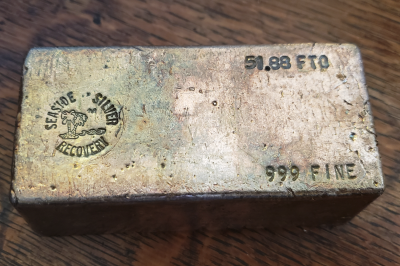 51.88 FTO
SEASIDE SILVER
RECOVERY
999 FINE